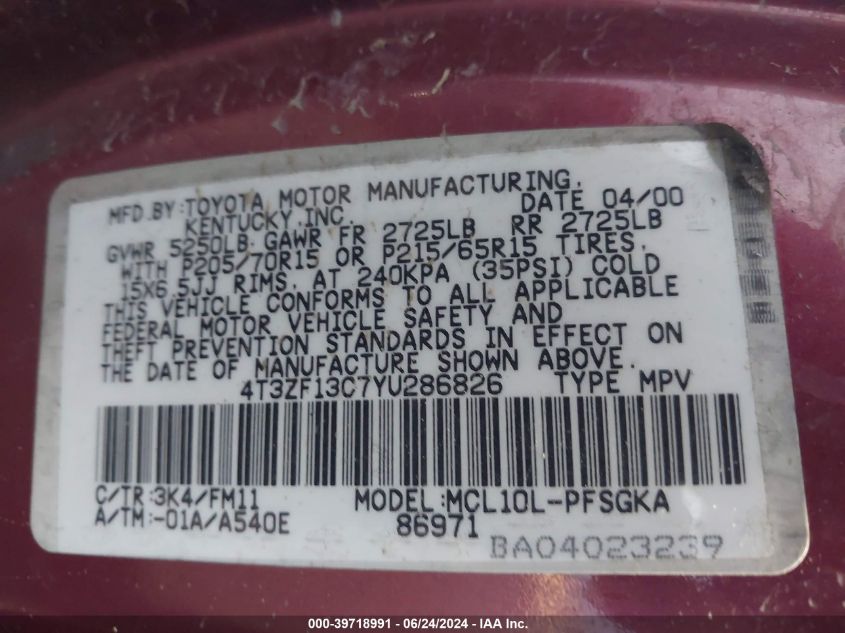 MFD.BY:TOYOTA MOTOR MANUFACTURING,
KENTUCKY,INC. DATE 04/00
GVWR 5250LB GAWR FR 2725LB RR 2725LB
WITH P205/70R15 OR P215/65R15 TIRES,
15X6.5JJ RIMS, AT 240KPA (35PSI) COLD
THIS VEHICLE CONFORMS TO ALL APPLICABLE
FEDERAL MOTOR VEHICLE SAFETY AND
THEFT PREVENTION STANDARDS IN EFFECT ON
THE DATE OF MANUFACTURE SHOWN ABOVE.
4T3ZF13C7YU286826 TYPE MPV
C/TR:3K4/FM11 MODEL:MCL10L-PFSGKA
A/TM:-01A/A540E 86971
BA04023239
000-39718991 - 06/24/2024 - IAA Inc.